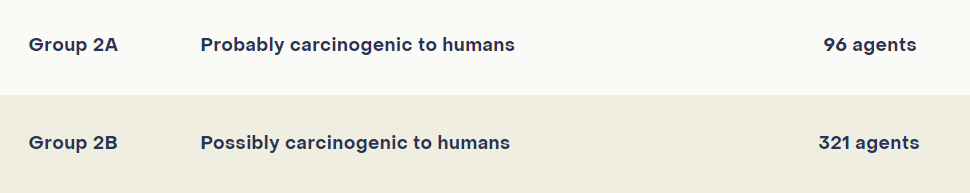 Group 2A Probably carcinogenic to humans 96 agents
Group 2B Possibly carcinogenic to humans 321 agents